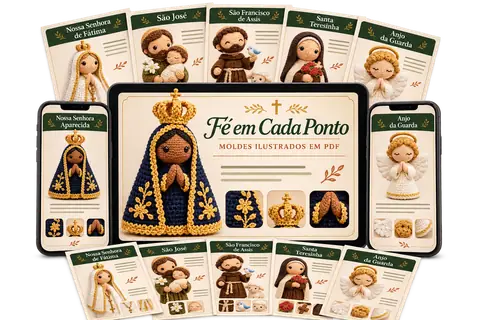 Nossa Senhora
de Fátima
São José
São Francisco
de Assis
Santa
Teresinha
Anjo
da Guarda
Nossa Senhora
Aparecida
Fé em Cada Ponto
MOLDES ILUSTRADOS EM PDF
Anjo
da Guarda
Nossa Senhora
de Fátima
São José
São Francisco
de Assis
Santa
Teresinha
Anjo
da Guarda